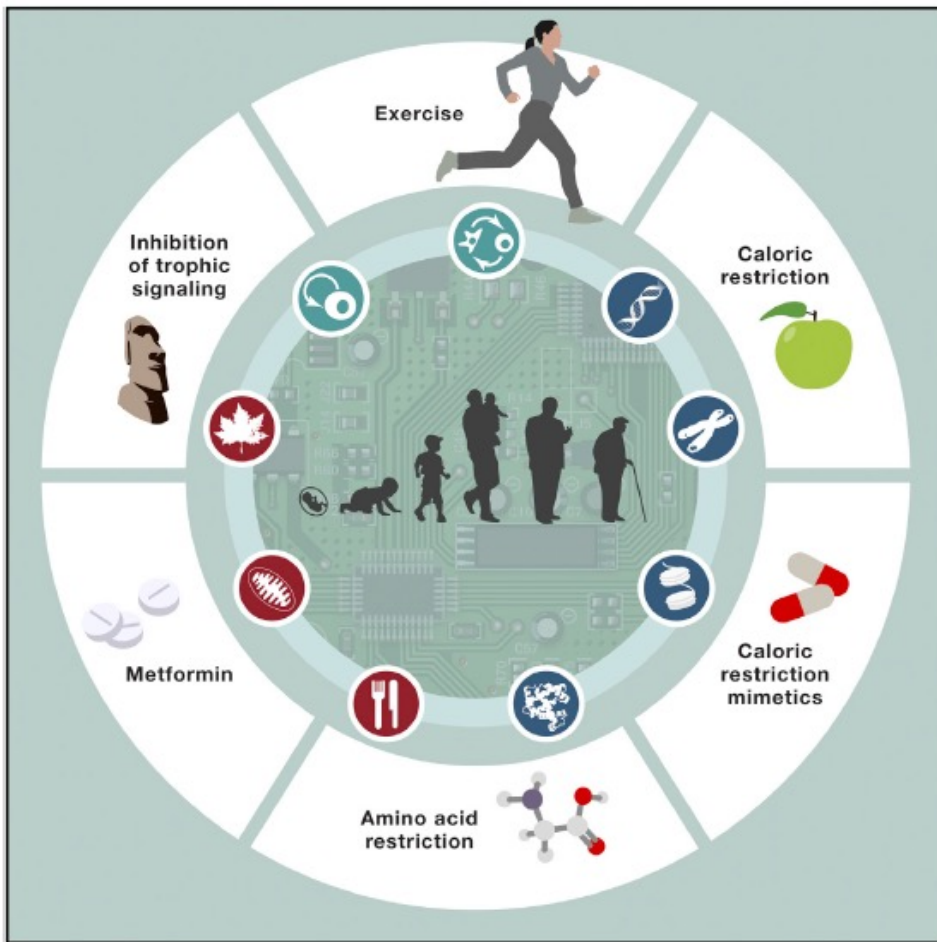 Exercise
Caloric
restriction
Caloric
restriction
mimetics
Amino acid
restriction
Metformin
Inhibition
of trophic
signaling